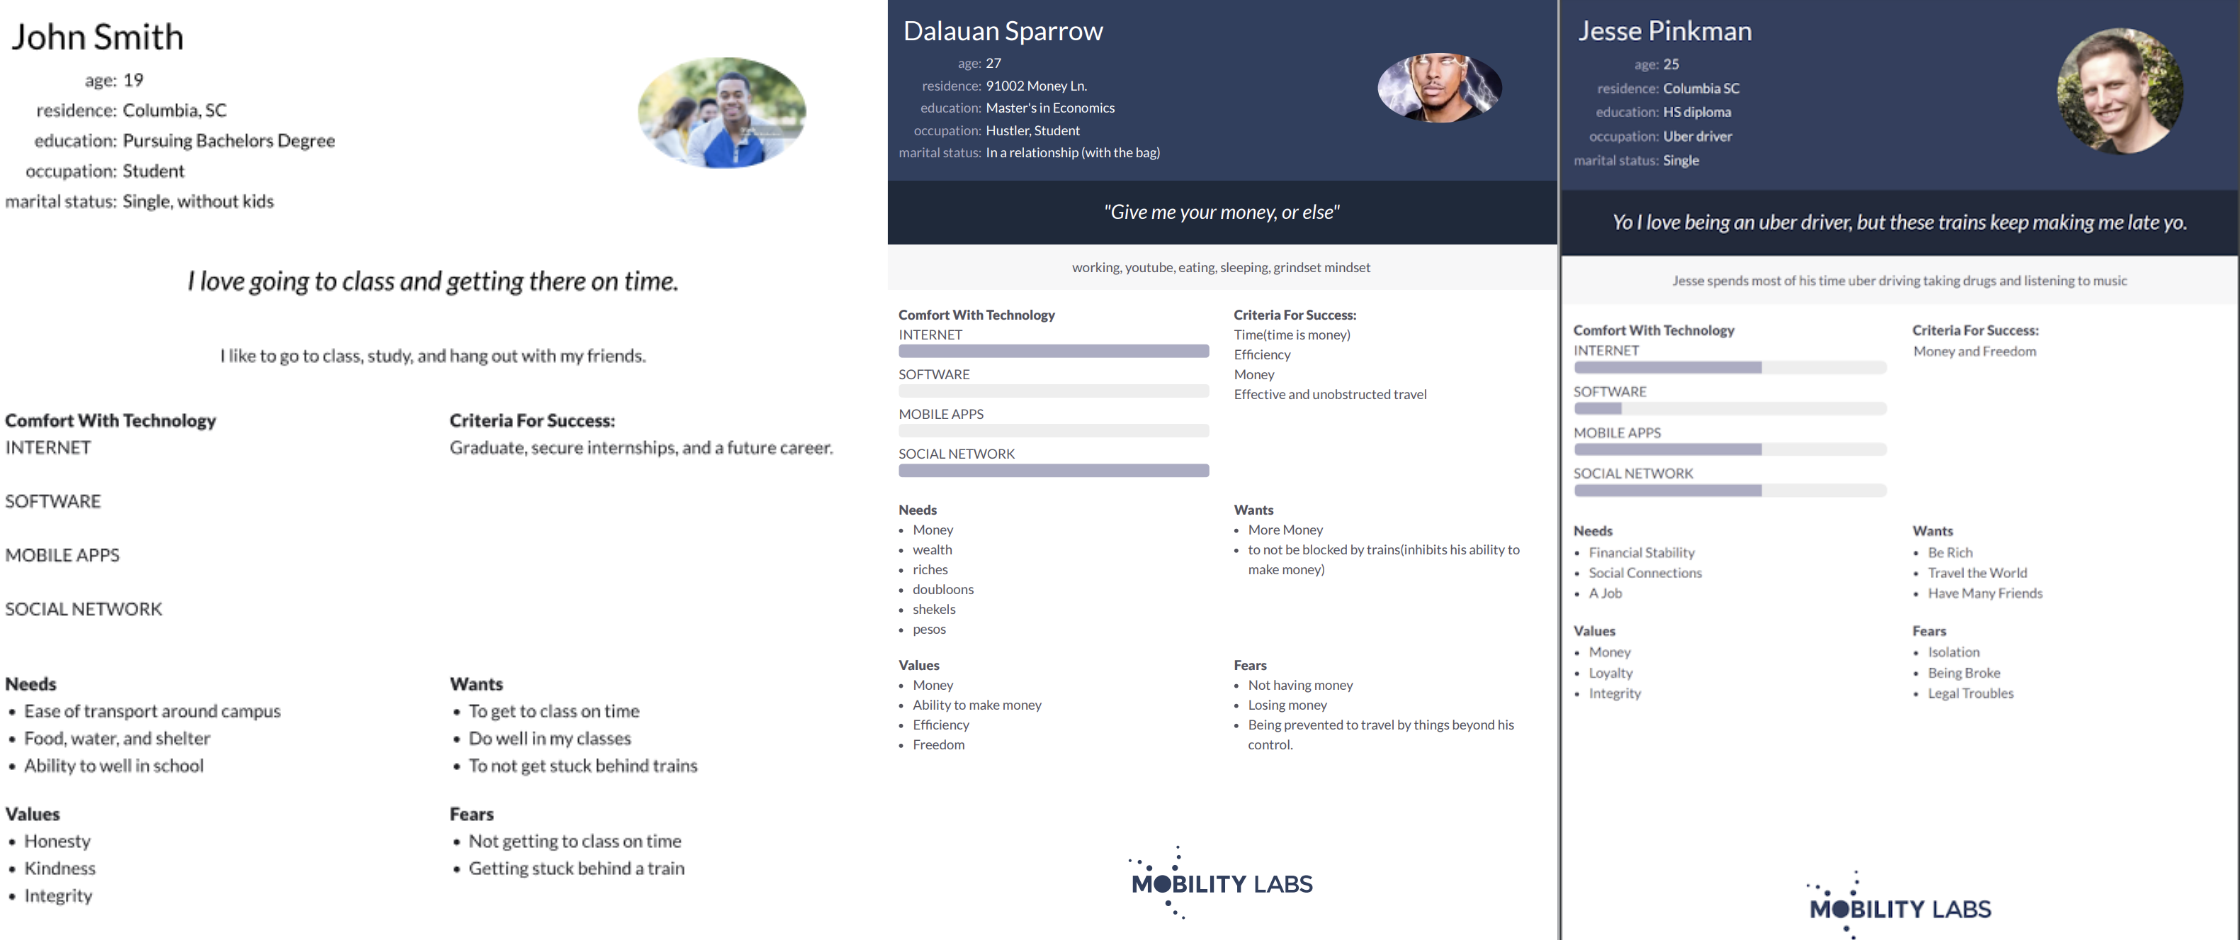 John Smith
age: 19
residence: Columbia, SC
education: Pursuing Bachelors Degree
occupation: Student
marital status: Single, without kids
I love going to class and getting there on time.
I like to go to class, study, and hang out with my friends.
Comfort With Technology
INTERNET
SOFTWARE
MOBILE APPS
SOCIAL NETWORK
Criteria For Success:
Graduate, secure internships, and a future career.
Needs
• Ease of transport around campus
• Food, water, and shelter
• Ability to well in school
Wants
• To get to class on time
• Do well in my classes
• To not get stuck behind trains
Values
• Honesty
• Kindness
• Integrity
Fears
• Not getting to class on time
• Getting stuck behind a train
Dalauan Sparrow
age: 27
residence: 91002 Money Ln.
education: Master's in Economics
occupation: Hustler, Student
marital status: In a relationship (with the bag)
"Give me your money, or else"
working, youtube, eating, sleeping, grindset mindset
Comfort With Technology
INTERNET
SOFTWARE
MOBILE APPS
SOCIAL NETWORK
Criteria For Success:
Time(time is money)
Efficiency
Money
Effective and unobstructed travel
Needs
• Money
• wealth
• riches
• doubloons
• shekels
• pesos
Wants
• More Money
• to not be blocked by trains(inhibits his ability to
make money)
Values
• Money
• Ability to make money
• Efficiency
• Freedom
Fears
• Not having money
• Losing money
• Being prevented to travel by things beyond his
control.
MOBILITY LABS
Jesse Pinkman
age: 25
residence: Columbia SC
education: HS diploma
occupation: Uber driver
marital status: Single
Yo I love being an uber driver, but these trains keep making me late yo.
Jesse spends most of his time uber driving taking drugs and listening to music
Comfort With Technology
INTERNET
SOFTWARE
MOBILE APPS
SOCIAL NETWORK
Criteria For Success:
Money and Freedom
Needs
• Financial Stability
• Social Connections
• A Job
Wants
• Be Rich
• Travel the World
• Have Many Friends
Values
• Money
• Loyalty
• Integrity
Fears
• Isolation
• Being Broke
• Legal Troubles
MOBILITY LABS